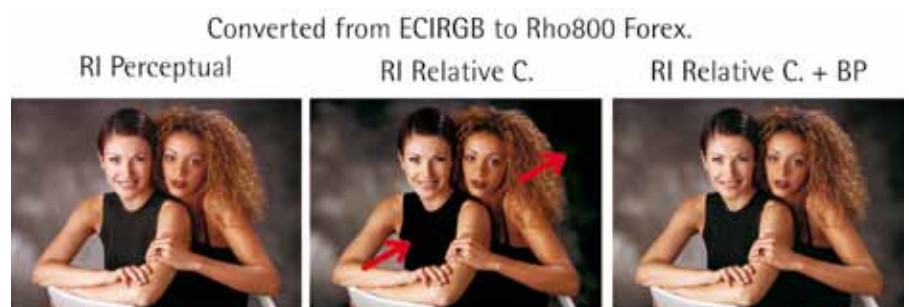 Converted from ECIRGB to Rho800 Forex.
RI Perceptual
RI Relative C.
RI Relative C. + BP